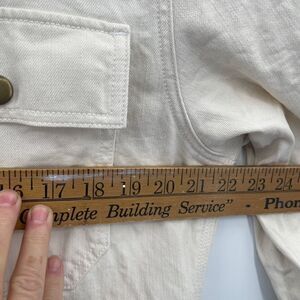 16 17 18 19 20 21 22 23 24
Complete Building Service" - Phon